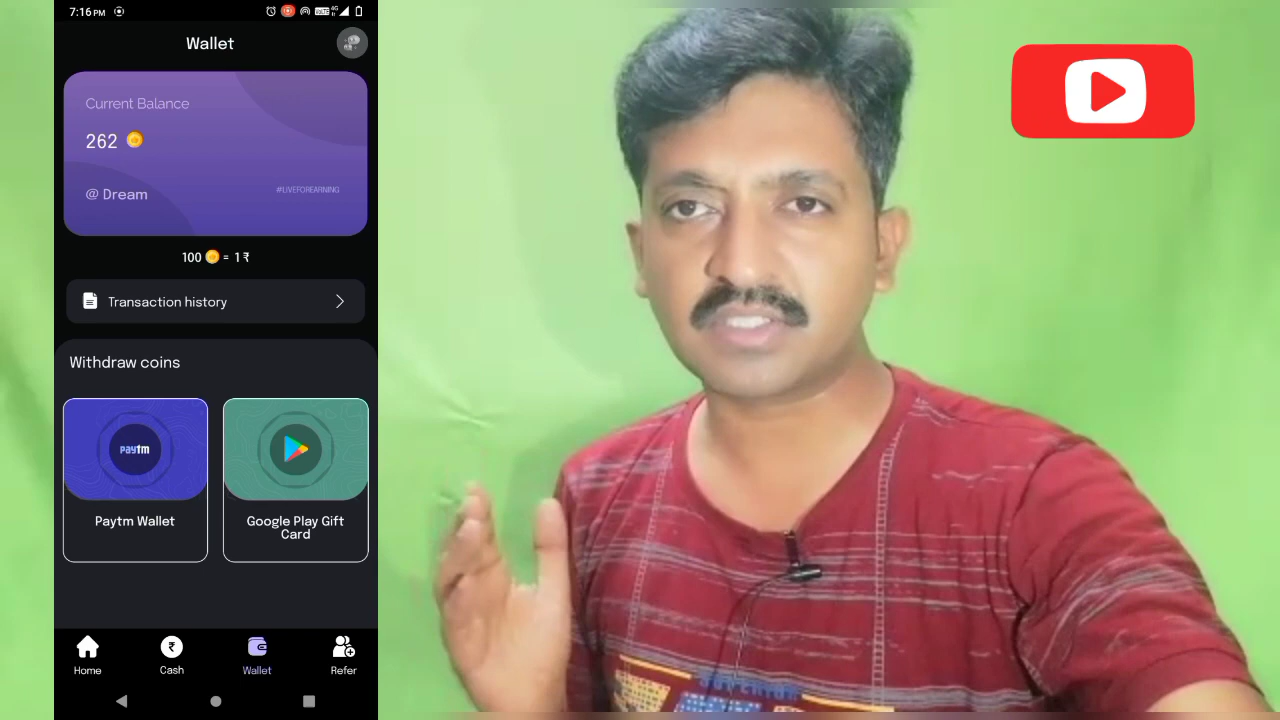 7:16 PM
Wallet
Current Balance
262
@ Dream
#LIVEFOREARNING
100 = 1 ₹
Transaction history
Withdraw coins
paytm
Paytm Wallet
Google Play Gift
Card
Home
Cash
Wallet
Refer
SUPERIOR